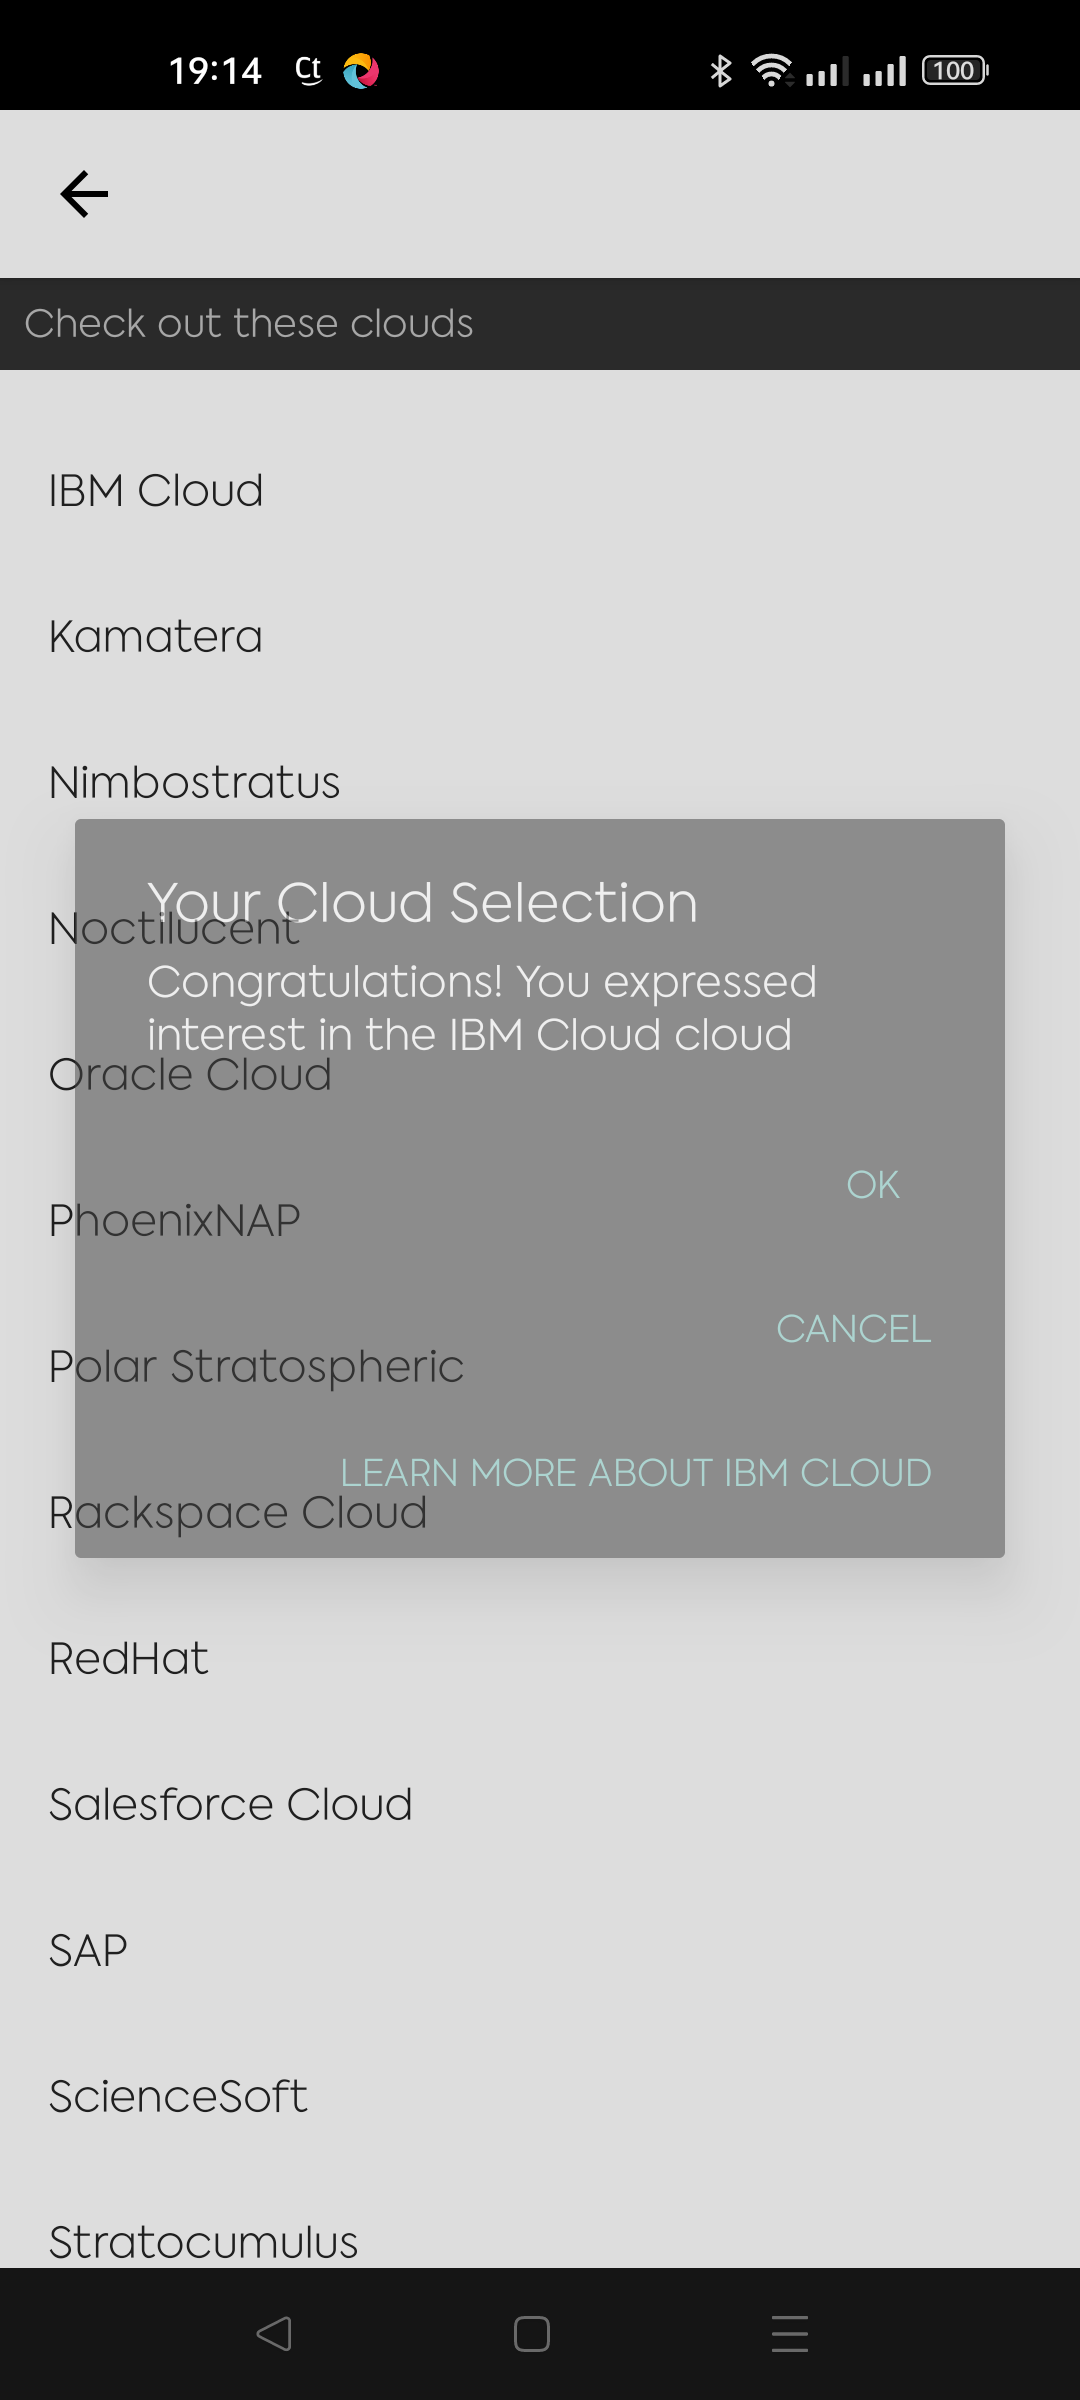 19:14 Ct 100
Check out these clouds
IBM Cloud
Kamatera
Nimbostratus
Your Cloud Selection
Noctilucent
Congratulations! You expressed
interest in the IBM Cloud cloud
Oracle Cloud
OK
PhoenixNAP
CANCEL
Polar Stratospheric
LEARN MORE ABOUT IBM CLOUD
Rackspace Cloud
RedHat
Salesforce Cloud
SAP
ScienceSoft
Stratocumulus